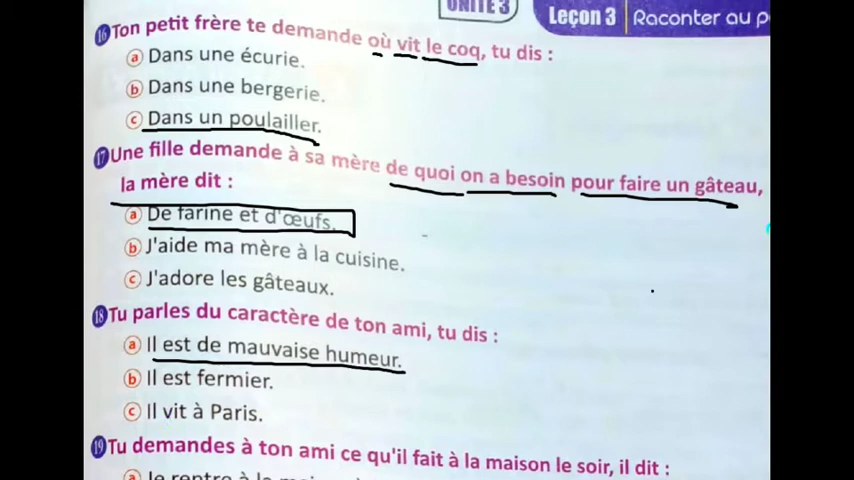 UNITÉ 3
Leçon 3 Raconter au p
16 Ton petit frère te demande où vit le coq, tu dis :
a Dans une écurie.
b Dans une bergerie.
c Dans un poulailler.
17 Une fille demande à sa mère de quoi on a besoin pour faire un gâteau,
la mère dit :
a De farine et d'œufs.
b J'aide ma mère à la cuisine.
c J'adore les gâteaux.
18 Tu parles du caractère de ton ami, tu dis :
a Il est de mauvaise humeur.
b Il est fermier.
c Il vit à Paris.
19 Tu demandes à ton ami ce qu'il fait à la maison le soir, il dit :
a Je rentre à la